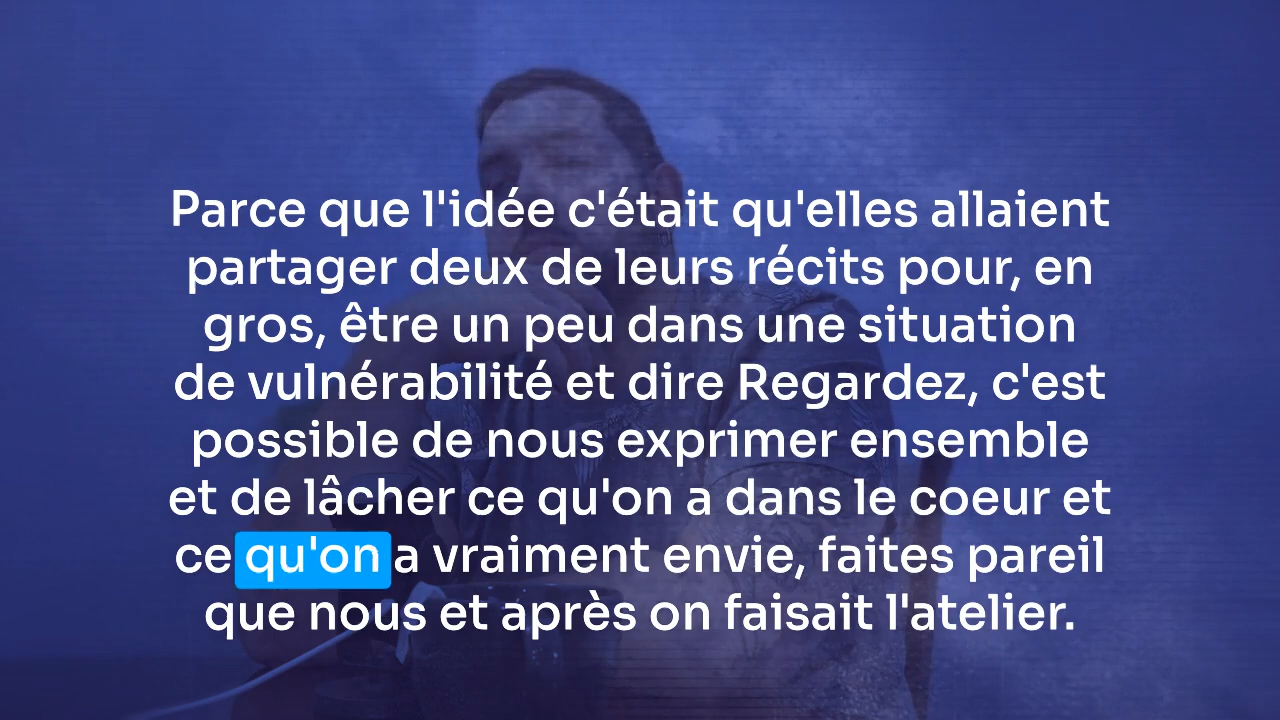 Parce que l'idée c'était qu'elles allaient
partager deux de leurs récits pour, en
gros, être un peu dans une situation
de vulnérabilité et dire Regardez, c'est
possible de nous exprimer ensemble
et de lâcher ce qu'on a dans le coeur et
ce qu'on a vraiment envie, faites pareil
que nous et après on faisait l'atelier.